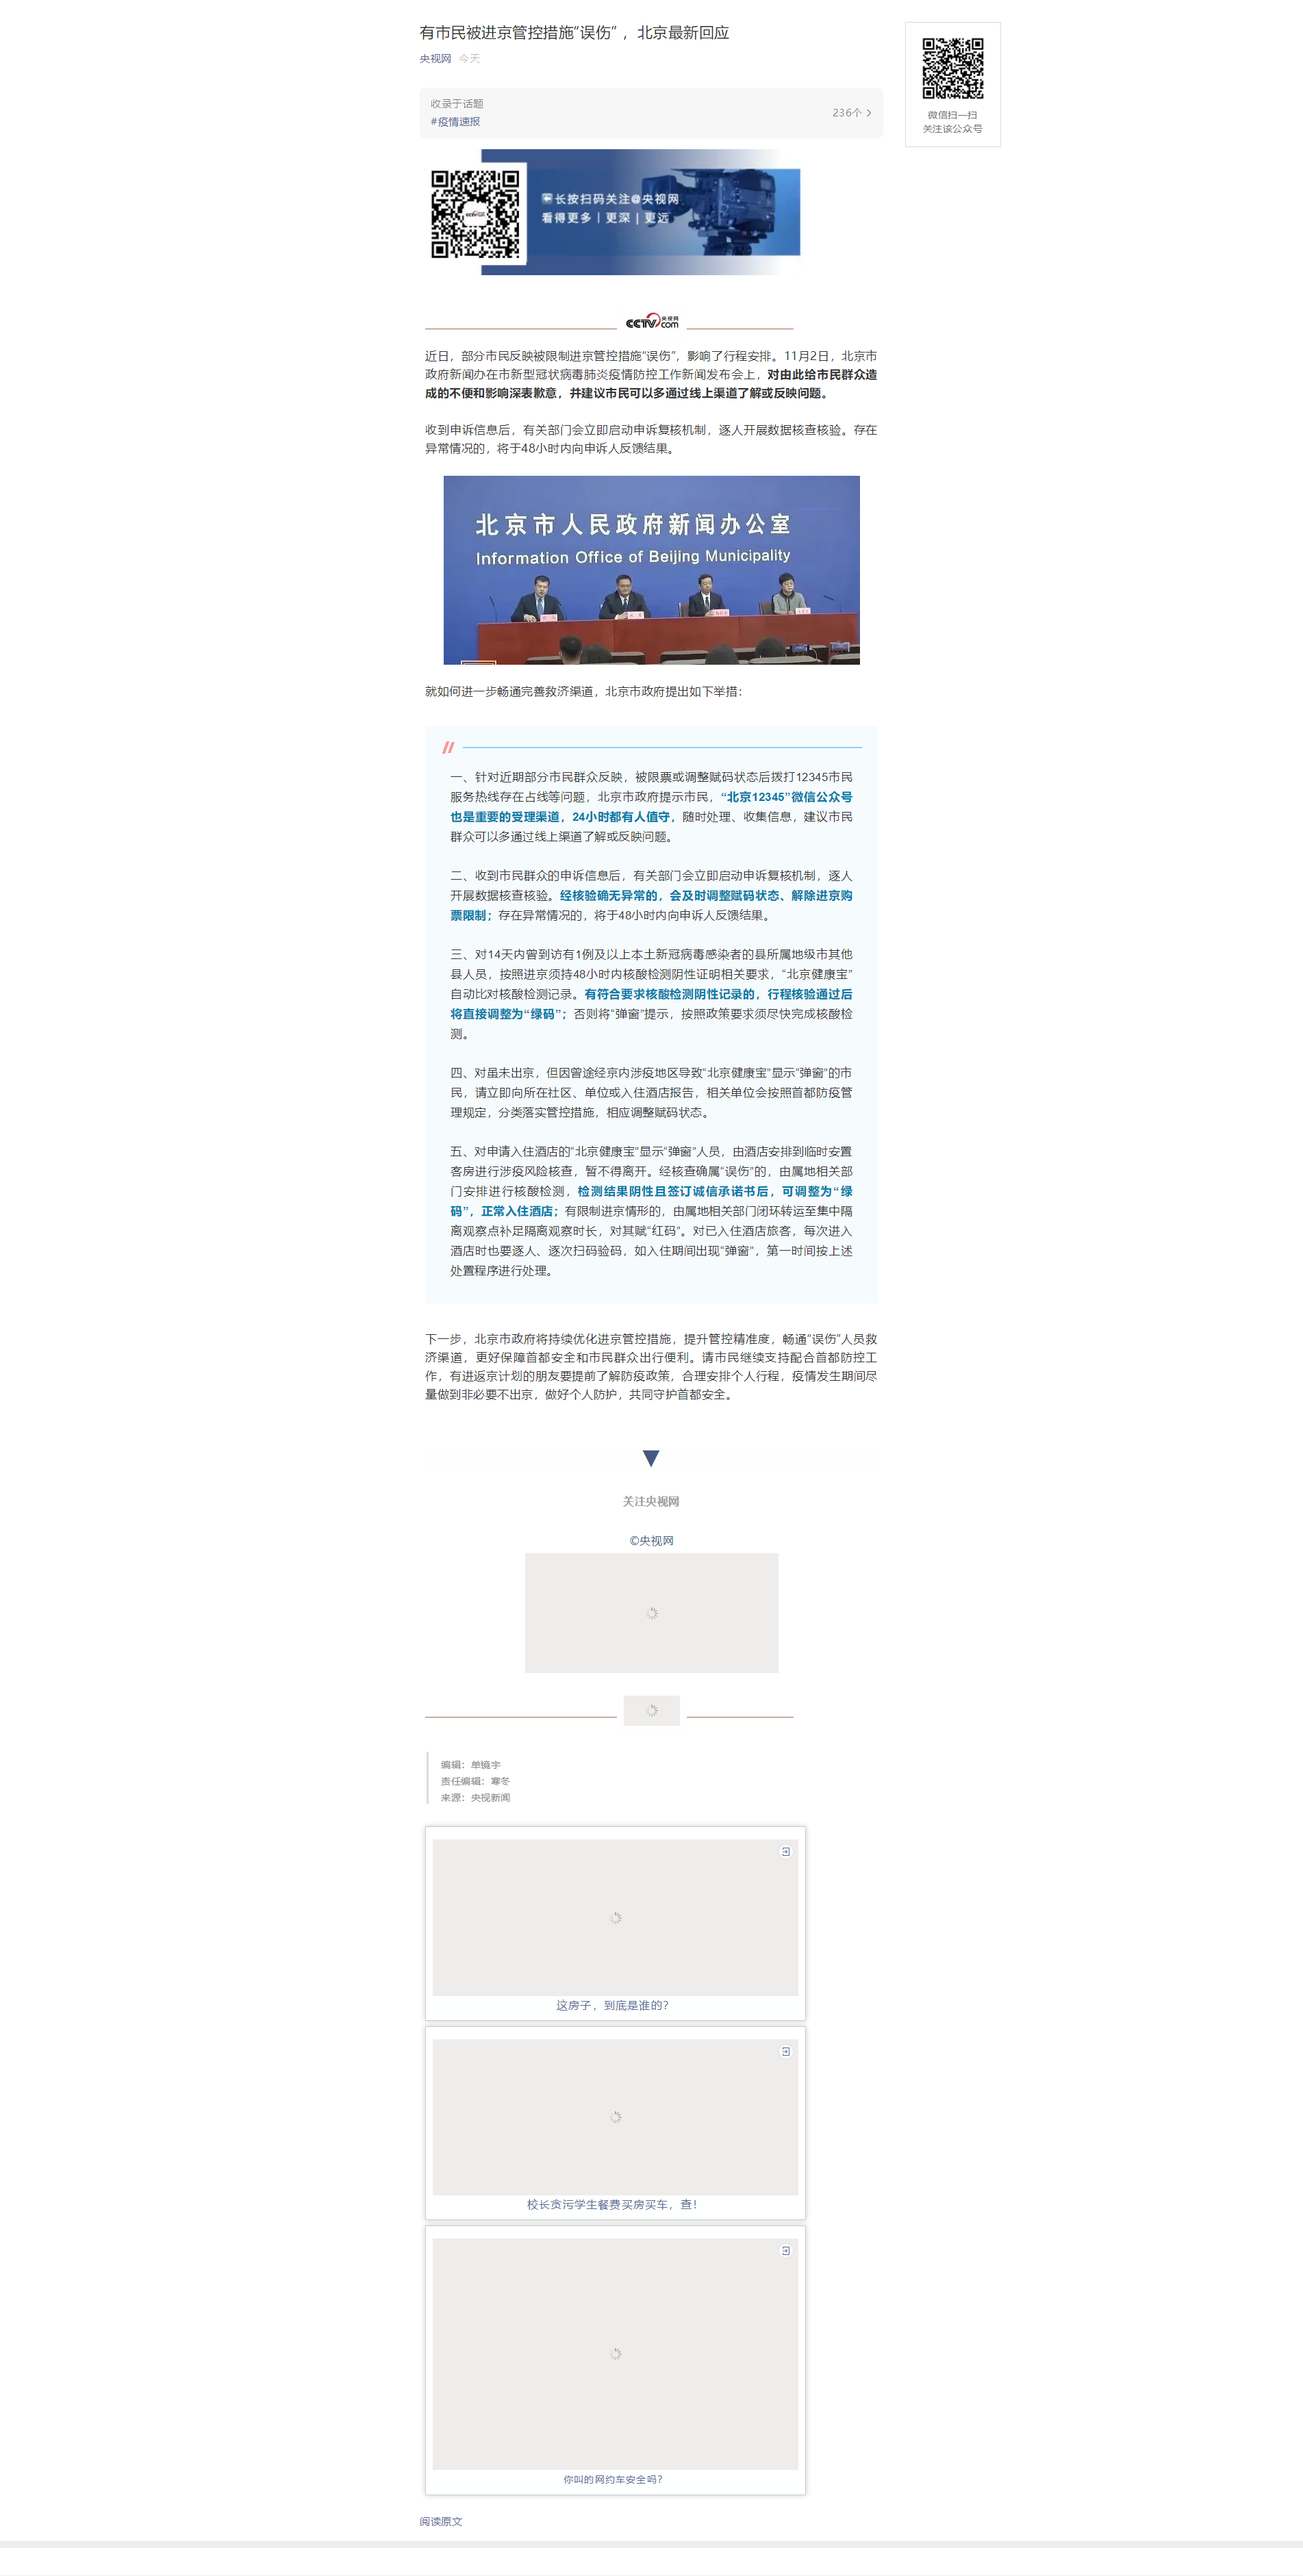 有市民被进京管控措施“误伤”，北京最新回应
央视网 今天
收录于话题
#疫情速报
236个
微信扫一扫
关注该公众号
长按扫码关注@央视网
看得更多｜更深｜更远
CCTV 央视网
com
近日，部分市民反映被限制进京管控措施“误伤”，影响了行程安排。11月2日，北京市
政府新闻办在市新型冠状病毒肺炎疫情防控工作新闻发布会上，对由此给市民群众造
成的不便和影响深表歉意，并建议市民可以多通过线上渠道了解或反映问题。
收到申诉信息后，有关部门会立即启动申诉复核机制，逐人开展数据核查核验。存在
异常情况的，将于48小时内向申诉人反馈结果。
北京市人民政府新闻办公室
Information Office of Beijing Municipality
就如何进一步畅通完善救济渠道，北京市政府提出如下举措：
一、针对近期部分市民群众反映，被限票或调整赋码状态后拨打12345市民
服务热线存在占线等问题，北京市政府提示市民，“北京12345”微信公众号
也是重要的受理渠道，24小时都有人值守，随时处理、收集信息，建议市民
群众可以多通过线上渠道了解或反映问题。
二、收到市民群众的申诉信息后，有关部门会立即启动申诉复核机制，逐人
开展数据核查核验。经核验确无异常的，会及时调整赋码状态、解除进京购
票限制；存在异常情况的，将于48小时内向申诉人反馈结果。
三、对14天内曾到访有1例及以上本土新冠病毒感染者的县所属地级市其他
县人员，按照进京须持48小时内核酸检测阴性证明相关要求，“北京健康宝”
自动比对核酸检测记录。有符合要求核酸检测阴性记录的，行程核验通过后
将直接调整为“绿码”；否则将“弹窗”提示，按照政策要求须尽快完成核酸检
测。
四、对虽未出京，但因曾途经京内涉疫地区导致“北京健康宝”显示“弹窗”的市
民，请立即向所在社区、单位或入住酒店报告，相关单位会按照首都防疫管
理规定，分类落实管控措施，相应调整赋码状态。
五、对申请入住酒店的“北京健康宝”显示“弹窗”人员，由酒店安排到临时安置
客房进行涉疫风险核查，暂不得离开。经核查确属“误伤”的，由属地相关部
门安排进行核酸检测，检测结果阴性且签订诚信承诺书后，可调整为“绿
码”，正常入住酒店；有限制进京情形的，由属地相关部门闭环转运至集中隔
离观察点补足隔离观察时长，对其赋“红码”。对已入住酒店旅客，每次进入
酒店时也要逐人、逐次扫码验码，如入住期间出现“弹窗”，第一时间按上述
处置程序进行处理。
下一步，北京市政府将持续优化进京管控措施，提升管控精准度，畅通“误伤”人员救
济渠道，更好保障首都安全和市民群众出行便利。请市民继续支持配合首都防控工
作，有进返京计划的朋友要提前了解防疫政策，合理安排个人行程，疫情发生期间尽
量做到非必要不出京，做好个人防护，共同守护首都安全。
关注央视网
©央视网
编辑：单镜宇
责任编辑：寒冬
来源：央视新闻
这房子，到底是谁的？
校长贪污学生餐费买房买车，查！
你叫的网约车安全吗？
阅读原文